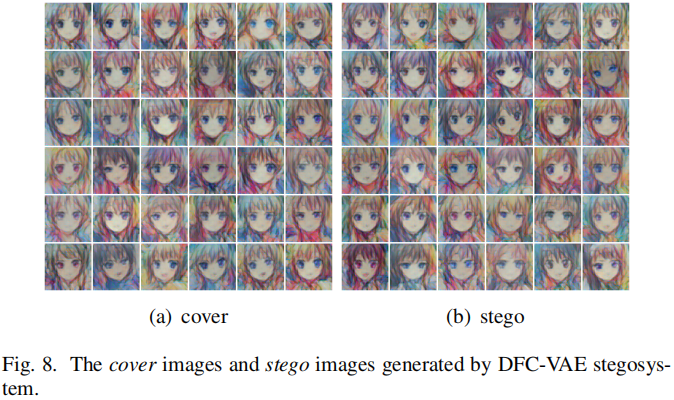 (a) cover
(b) stego
Fig. 8. The cover images and stego images generated by DFC-VAE stegosys-
tem.